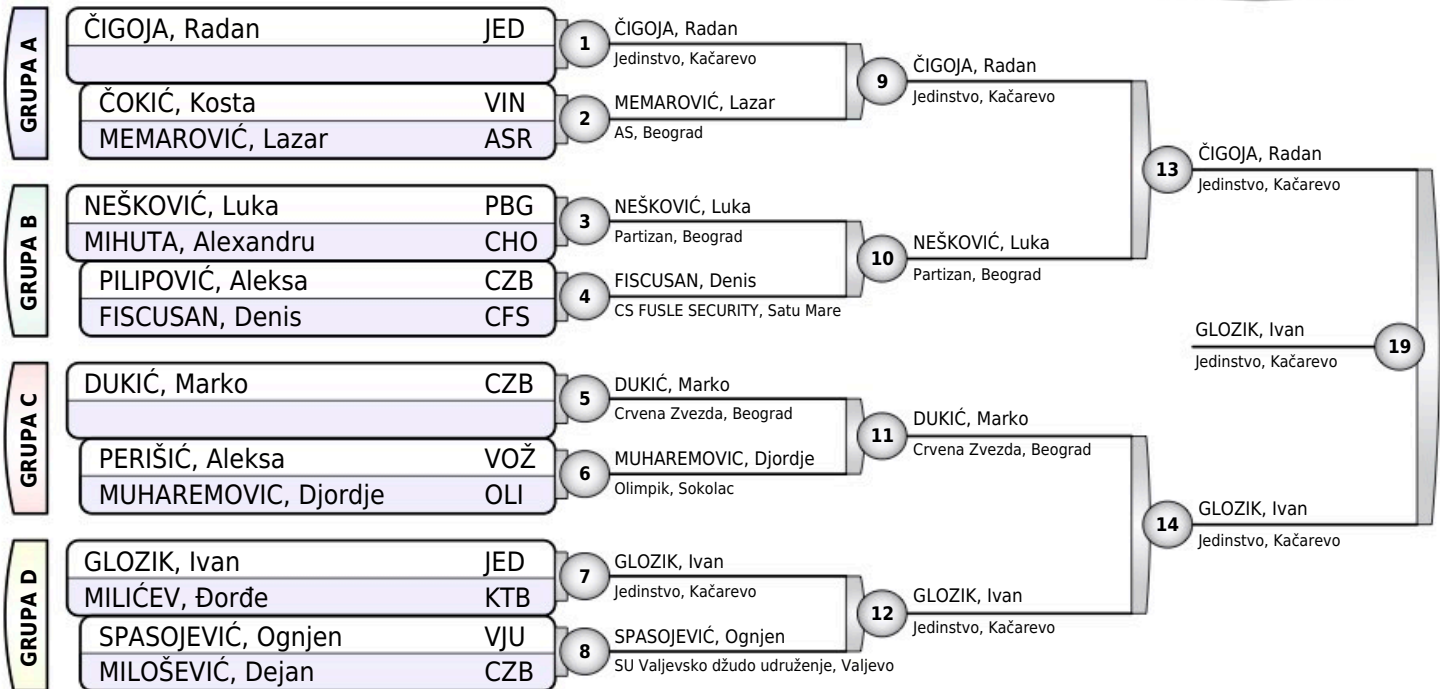 GRUPA A
ČIGOJA, Radan JED
ČOKIĆ, Kosta VIN
MEMAROVIĆ, Lazar ASR
GRUPA B
NEŠKOVIĆ, Luka PBG
MIHUTA, Alexandru CHO
PILIPOVIĆ, Aleksa CZB
FISCUSAN, Denis CFS
GRUPA C
DUKIĆ, Marko CZB
PERIŠIĆ, Aleksa VOŽ
MUHAREMOVIC, Djordje OLI
GRUPA D
GLOZIK, Ivan JED
MILIĆEV, Đorđe KTB
SPASOJEVIĆ, Ognjen VJU
MILOŠEVIĆ, Dejan CZB
1
ČIGOJA, Radan
Jedinstvo, Kačarevo
2
MEMAROVIĆ, Lazar
AS, Beograd
3
NEŠKOVIĆ, Luka
Partizan, Beograd
4
FISCUSAN, Denis
CS FUSLE SECURITY, Satu Mare
5
DUKIĆ, Marko
Crvena Zvezda, Beograd
6
MUHAREMOVIC, Djordje
Olimpik, Sokolac
7
GLOZIK, Ivan
Jedinstvo, Kačarevo
8
SPASOJEVIĆ, Ognjen
SU Valjevsko džudo udruženje, Valjevo
9
ČIGOJA, Radan
Jedinstvo, Kačarevo
10
NEŠKOVIĆ, Luka
Partizan, Beograd
11
DUKIĆ, Marko
Crvena Zvezda, Beograd
12
GLOZIK, Ivan
Jedinstvo, Kačarevo
13
ČIGOJA, Radan
Jedinstvo, Kačarevo
14
GLOZIK, Ivan
Jedinstvo, Kačarevo
GLOZIK, Ivan
Jedinstvo, Kačarevo
19